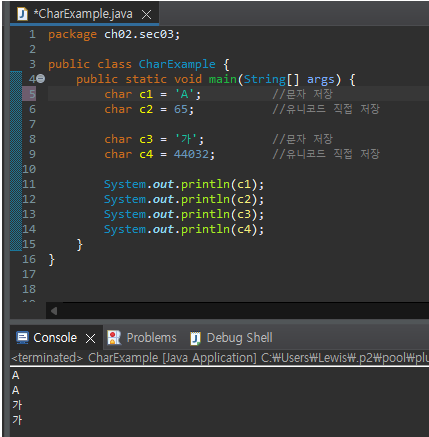 *CharExample.java
1 package ch02.sec03;
2
3 public class CharExample {
4 public static void main(String[] args) {
5 char c1 = 'A'; //문자 저장
6 char c2 = 65; //유니코드 직접 저장
7
8 char c3 = '가'; //문자 저장
9 char c4 = 44032; //유니코드 직접 저장
10
11 System.out.println(c1);
12 System.out.println(c2);
13 System.out.println(c3);
14 System.out.println(c4);
15 }
16 }
17
18
Console Problems Debug Shell
<terminated> CharExample [Java Application] C:₩Users₩Lewis₩.p2₩pool₩plu
A
A
가
가